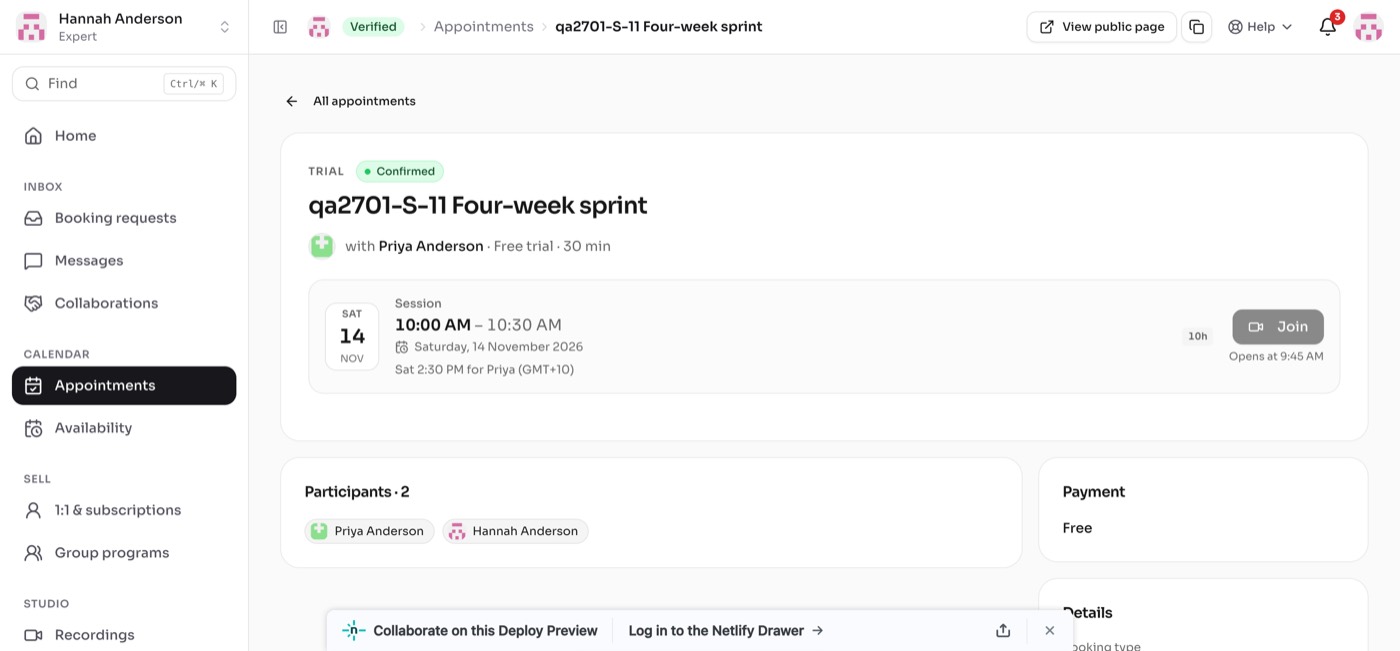 Hannah Anderson
Expert
Find
Ctrl/⌘ K
Home
INBOX
Booking requests
Messages
Collaborations
CALENDAR
Appointments
Availability
SELL
1:1 & subscriptions
Group programs
STUDIO
Recordings
Verified
Appointments
qa2701-S-11 Four-week sprint
View public page
Help
3
All appointments
TRIAL
Confirmed
qa2701-S-11 Four-week sprint
with Priya Anderson · Free trial · 30 min
SAT
14
NOV
Session
10:00 AM – 10:30 AM
Saturday, 14 November 2026
Sat 2:30 PM for Priya (GMT+10)
10h
Join
Opens at 9:45 AM
Participants · 2
Priya Anderson
Hannah Anderson
Payment
Free
Details
ooking type
Collaborate on this Deploy Preview
Log in to the Netlify Drawer →